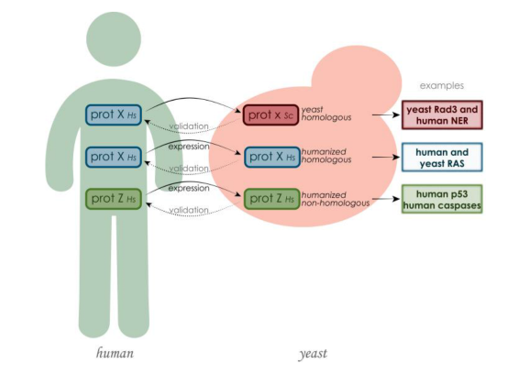 examples
prot X Hs
prot X Sc
yeast
homologous
yeast Rad3 and
human NER
validation
expression
prot X Hs
prot X Hs
humanized
homologous
human and
yeast RAS
validation
expression
prot Z Hs
prot Z Hs
humanized
non-homologous
human p53
human caspases
validation
human
yeast